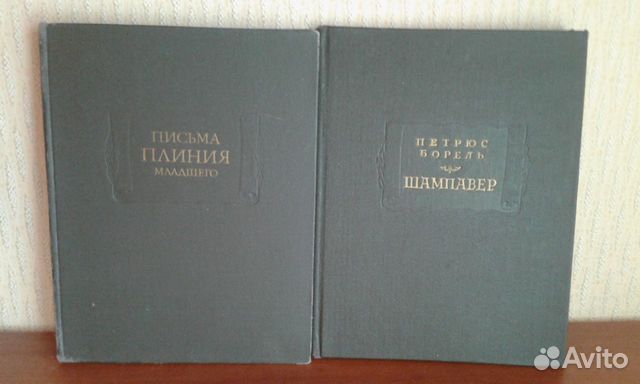 ПИСЬМА
ПЛИНИЯ
МЛАДШЕГО
ПЕТРЮС
БОРЕЛЬ
ШАМПАВЕР
Avito